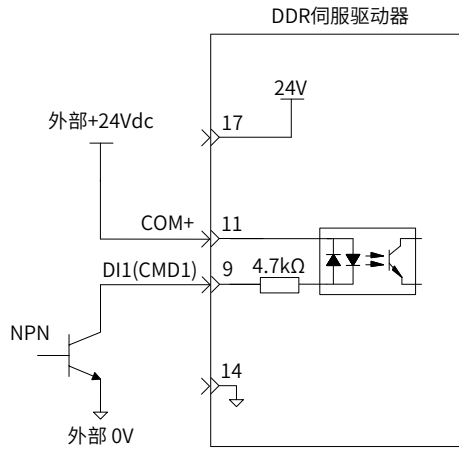 DDR伺服驱动器
24V
外部+24Vdc
17
COM+
11
DI1(CMD1)
9
4.7kΩ
NPN
14
外部 0V